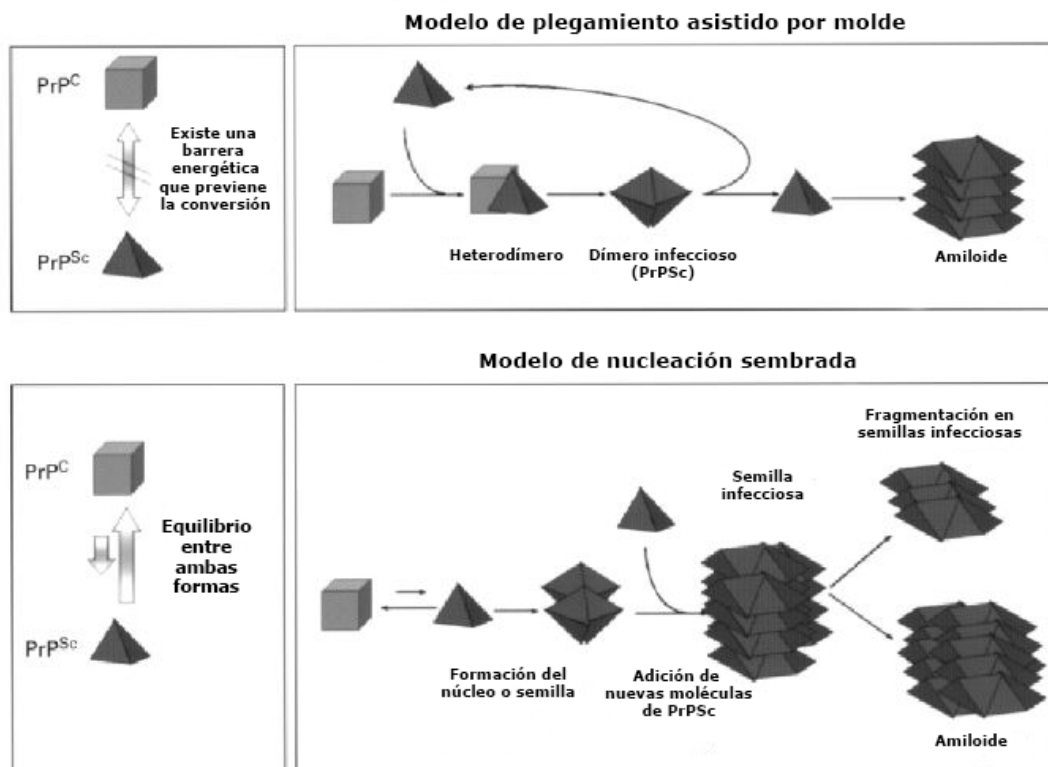 Modelo de plegamiento asistido por molde
PrPC
Existe una
barrera
energética
que previene
la conversión
PrPSc
Heterodímero
Dímero infeccioso
(PrPSc)
Amiloide
Modelo de nucleación sembrada
PrPC
Equilibrio
entre
ambas
formas
PrPSc
Formación del
núcleo o semilla
Adición de
nuevas moléculas
de PrPSc
Semilla
infecciosa
Fragmentación en
semillas infecciosas
Amiloide